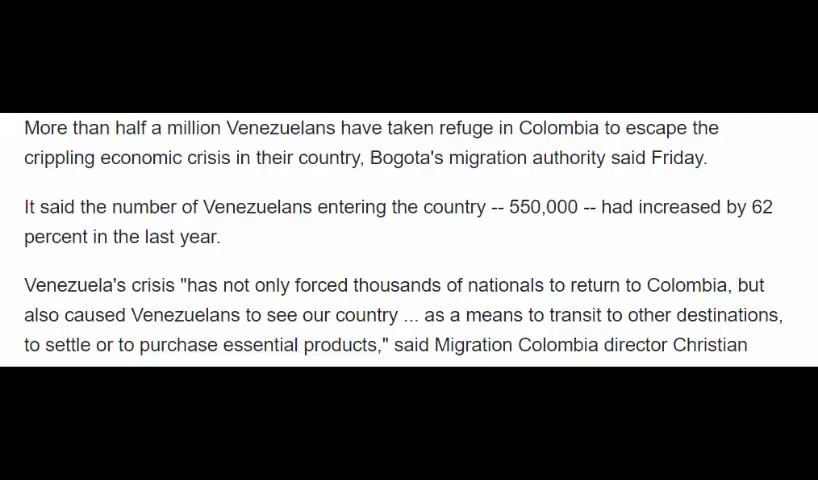 More than half a million Venezuelans have taken refuge in Colombia to escape the
crippling economic crisis in their country, Bogota's migration authority said Friday.
It said the number of Venezuelans entering the country -- 550,000 -- had increased by 62
percent in the last year.
Venezuela's crisis "has not only forced thousands of nationals to return to Colombia, but
also caused Venezuelans to see our country ... as a means to transit to other destinations,
to settle or to purchase essential products," said Migration Colombia director Christian